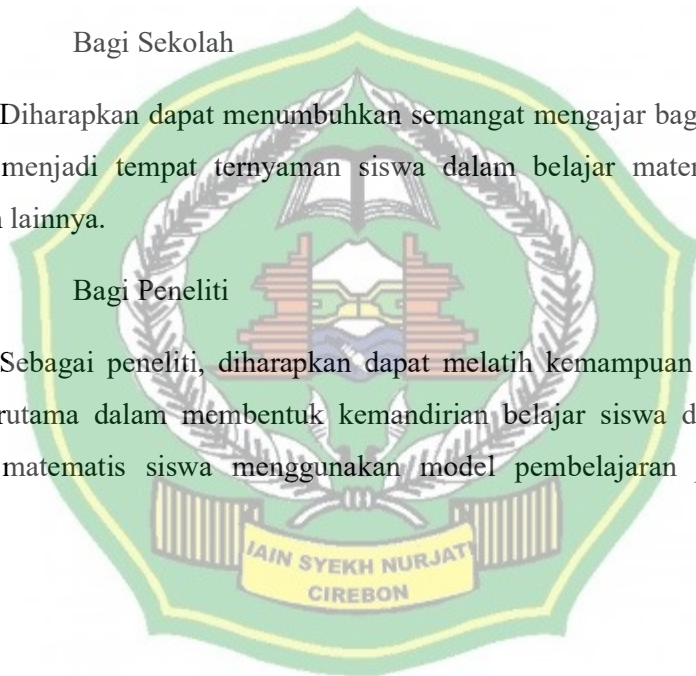 Bagi Sekolah
Diharapkan dapat menumbuhkan semangat mengajar bag
menjadi tempat ternyaman siswa dalam belajar mate
lainnya.
Bagi Peneliti
Sebagai peneliti, diharapkan dapat melatih kemampuan
rutama dalam membentuk kemandirian belajar siswa d
matematis siswa menggunakan model pembelajaran
IAIN SYEKH NURJATI
CIREBON